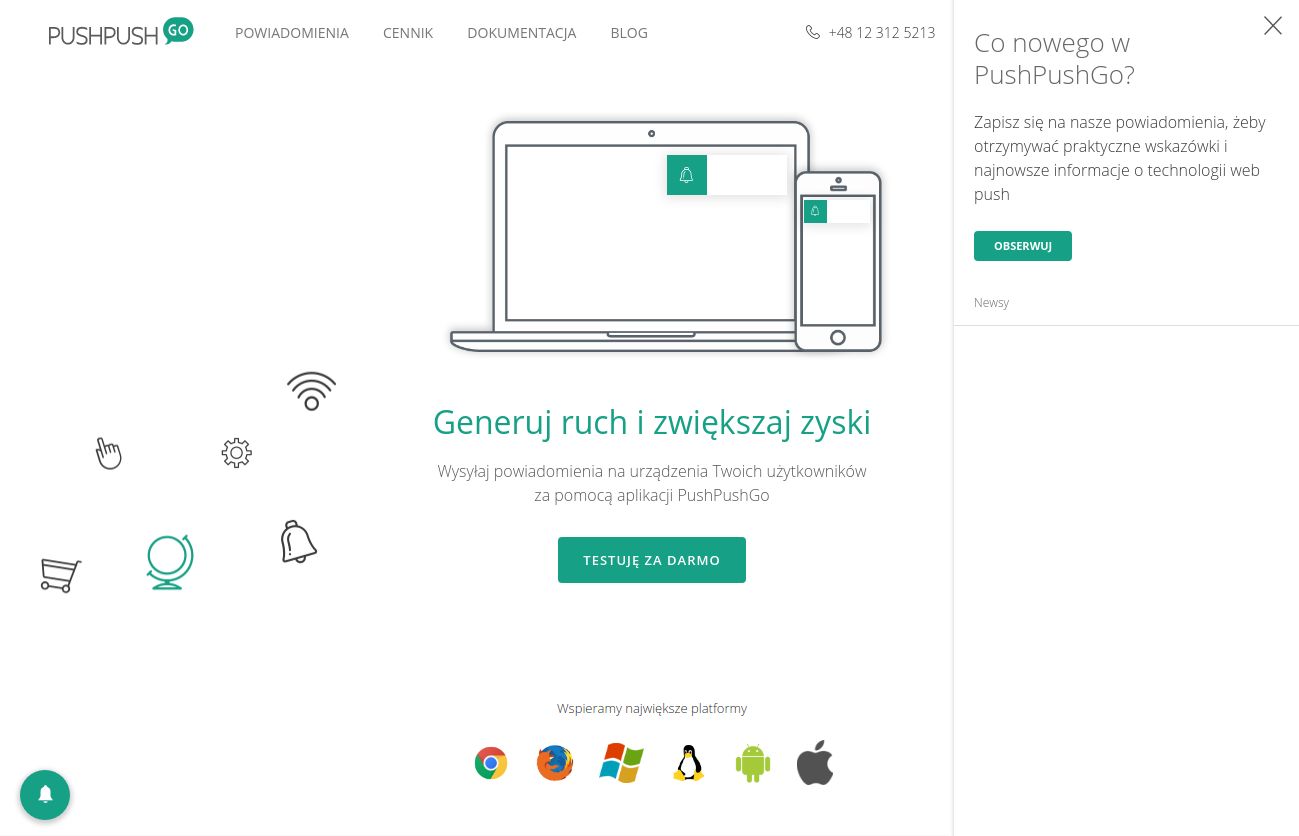 PUSHPUSH GO
POWIADOMIENIA
CENNIK
DOKUMENTACJA
BLOG
+48 12 312 5213
Co nowego w
PushPushGo?
Zapisz się na nasze powiadomienia, żeby
otrzymywać praktyczne wskazówki i
najnowsze informacje o technologii web
push
OBSERWUJ
Newsy
Generuj ruch i zwiększaj zyski
Wysyłaj powiadomienia na urządzenia Twoich użytkowników
za pomocą aplikacji PushPushGo
TESTUJĘ ZA DARMO
Wspieramy największe platformy